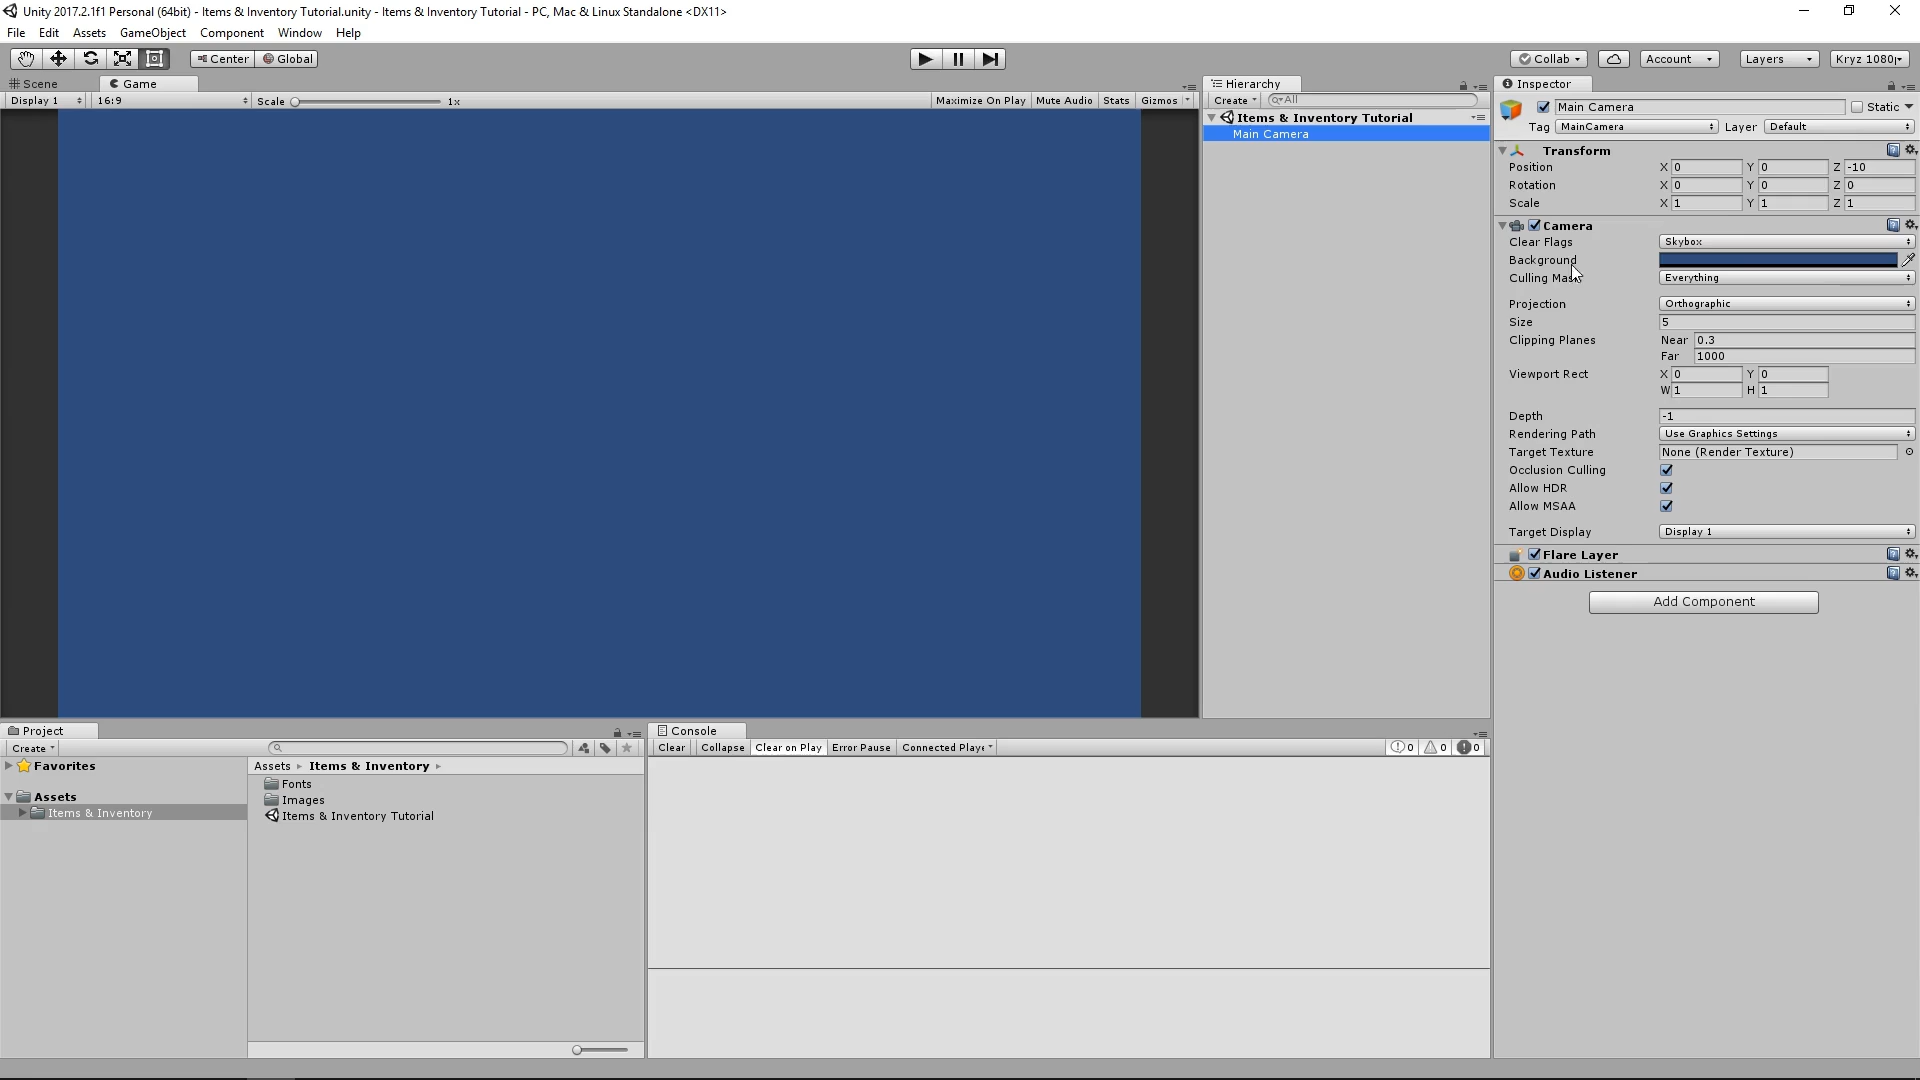 Unity 2017.2.1f1 Personal (64bit) - Items & Inventory Tutorial.unity - Items & Inventory Tutorial - PC, Mac & Linux Standalone <DX11>
File Edit Assets GameObject Component Window Help
Center Global Collab Account Layers Kryz 1080p
Scene Game
Display 1 16:9 Scale 1x Maximize On Play Mute Audio Stats Gizmos
Hierarchy
Create All
Items & Inventory Tutorial
Main Camera
Inspector
Main Camera Static
Tag MainCamera Layer Default
Transform
Position X 0 Y 0 Z -10
Rotation X 0 Y 0 Z 0
Scale X 1 Y 1 Z 1
Camera
Clear Flags Skybox
Background
Culling Mask Everything
Projection Orthographic
Size 5
Clipping Planes Near 0.3
Far 1000
Viewport Rect X 0 Y 0
W 1 H 1
Depth -1
Rendering Path Use Graphics Settings
Target Texture None (Render Texture)
Occlusion Culling
Allow HDR
Allow MSAA
Target Display Display 1
Flare Layer
Audio Listener
Add Component
Project
Create
Favorites
Assets
Items & Inventory
Assets Items & Inventory
Fonts
Images
Items & Inventory Tutorial
Console
Clear Collapse Clear on Play Error Pause Connected Playe 0 0 0